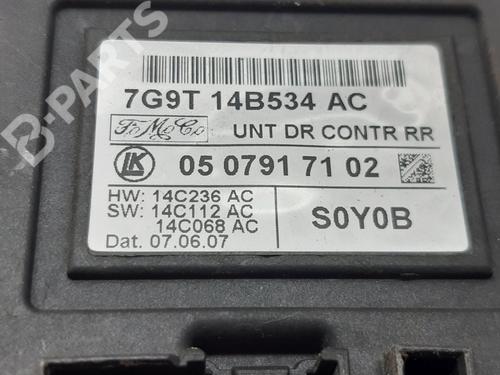 7G9T 14B534 AC
FoMoCo UNT DR CONTR RR
LK 05 0791 71 02
HW: 14C236 AC
SW: 14C112 AC
14C068 AC
S0Y0B
Dat. 07.06.07
B-PARTS